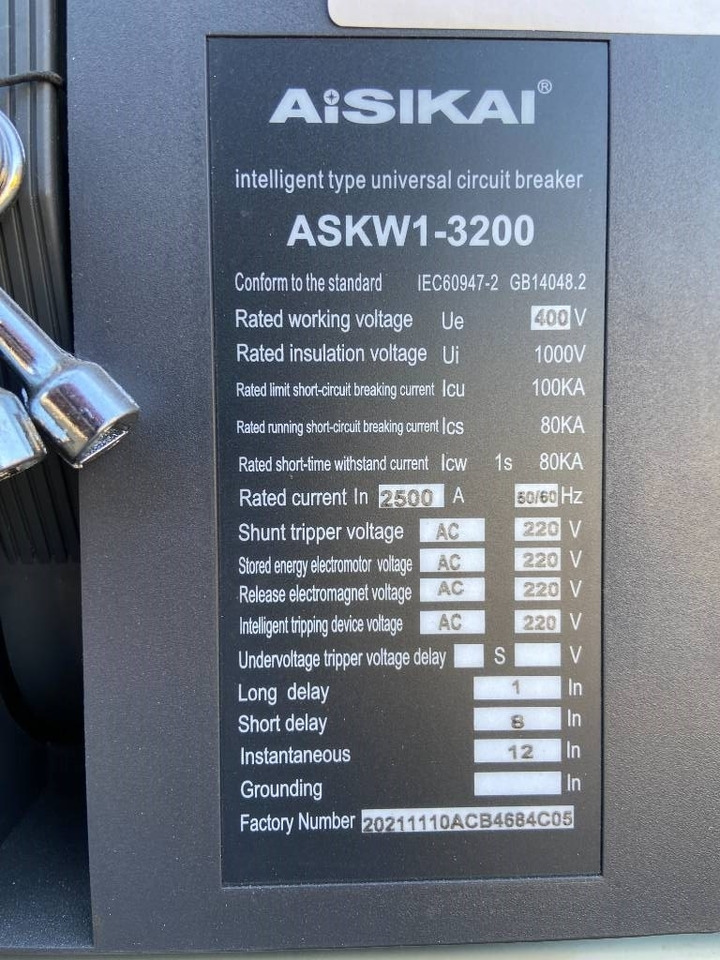 AiSIKAI®
intelligent type universal circuit breaker
ASKW1-3200
Conform to the standard IEC60947-2 GB14048.2
Rated working voltage Ue 400 V
Rated insulation voltage Ui 1000V
Rated limit short-circuit breaking current Icu 100KA
Rated running short-circuit breaking current Ics 80KA
Rated short-time withstand current Icw 1s 80KA
Rated current In 2500 A 50/60 Hz
Shunt tripper voltage AC 220 V
Stored energy electromotor voltage AC 220 V
Release electromagnet voltage AC 220 V
Intelligent tripping device voltage AC 220 V
Undervoltage tripper voltage delay S V
Long delay 1 In
Short delay 8 In
Instantaneous 12 In
Grounding In
Factory Number 20211110ACB4684C05